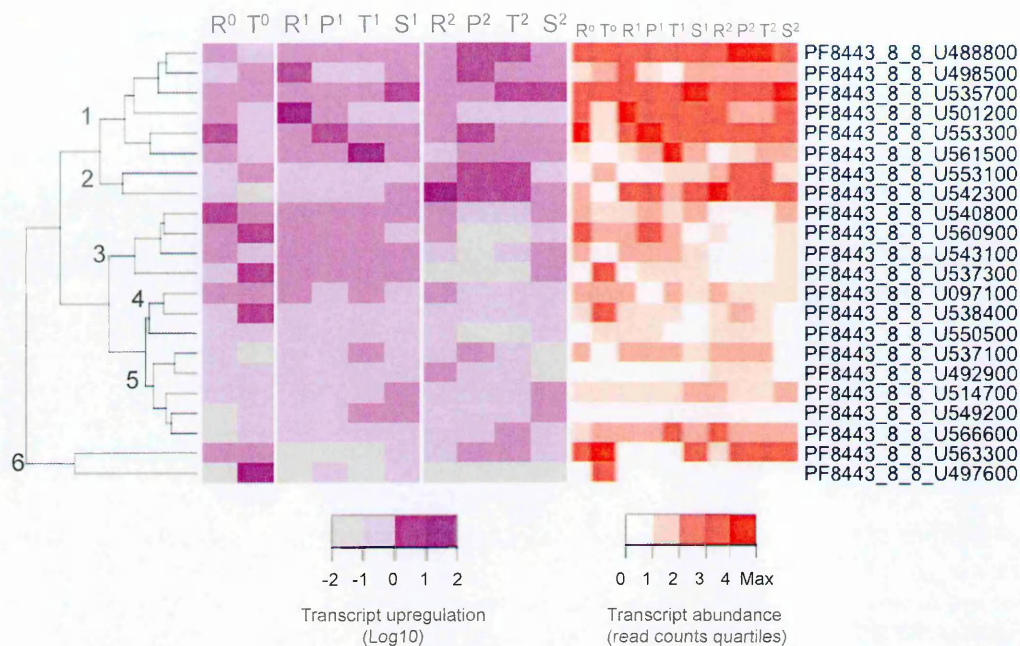 R⁰ T⁰ R¹ P¹ T¹ S¹ R² P² T² S² R⁰ T⁰ R¹ P¹ T¹ S¹ R² P² T² S²
PF8443_8_8_U488800
PF8443_8_8_U498500
PF8443_8_8_U535700
1
PF8443_8_8_U501200
PF8443_8_8_U553300
PF8443_8_8_U561500
2
PF8443_8_8_U553100
PF8443_8_8_U542300
PF8443_8_8_U540800
PF8443_8_8_U560900
3
PF8443_8_8_U543100
PF8443_8_8_U537300
4
PF8443_8_8_U097100
PF8443_8_8_U538400
PF8443_8_8_U550500
PF8443_8_8_U537100
5
PF8443_8_8_U492900
PF8443_8_8_U514700
PF8443_8_8_U549200
PF8443_8_8_U566600
6
PF8443_8_8_U563300
PF8443_8_8_U497600
-2 -1 0 1 2
Transcript upregulation
(Log10)
0 1 2 3 4 Max
Transcript abundance
(read counts quartiles)